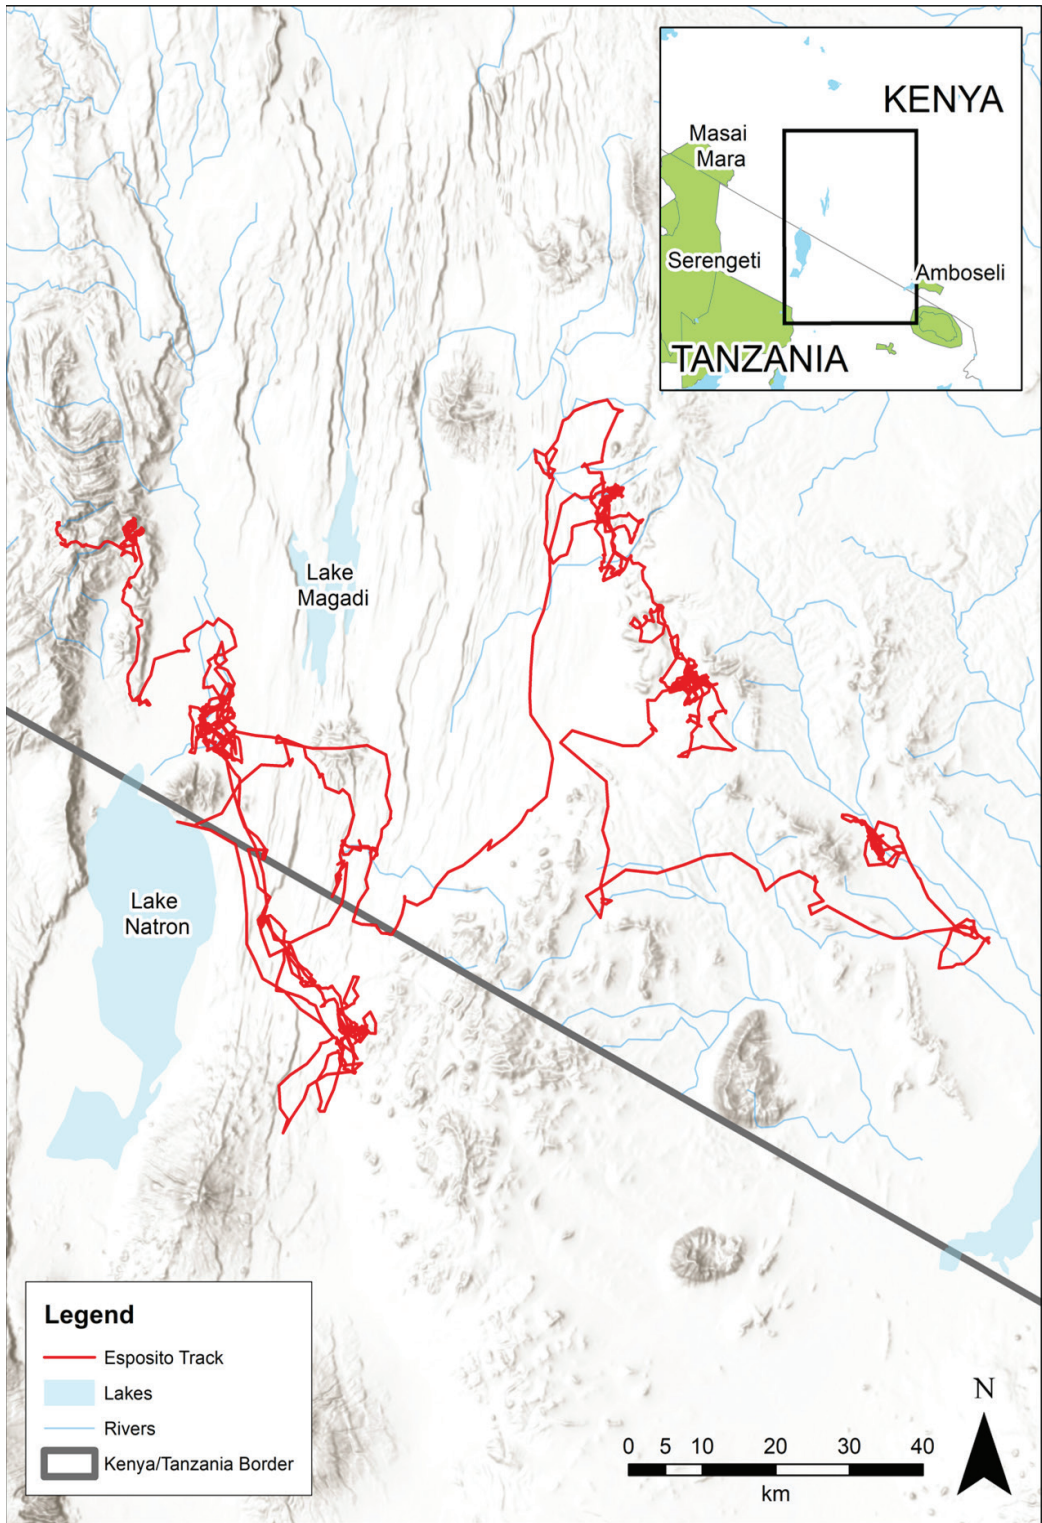 KENYA
Masai
Mara
Serengeti
Amboseli
TANZANIA
Lake
Magadi
Lake
Natron
Legend
Esposito Track
Lakes
Rivers
Kenya/Tanzania Border
N
0 5 10 20 30 40
km